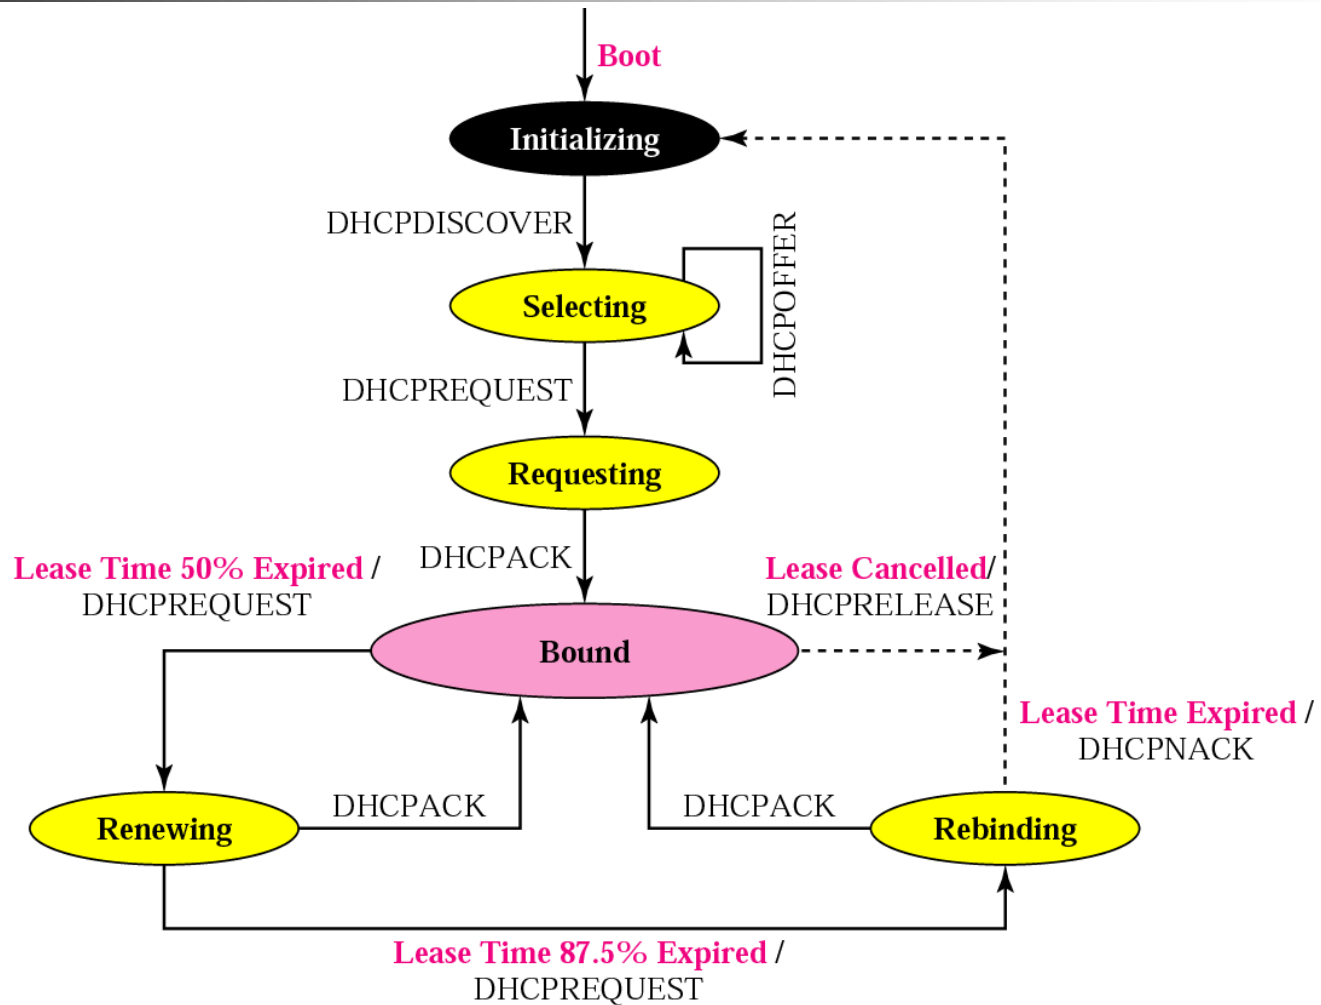 Boot
Initializing
DHCPDISCOVER
DHCPOFFER
Selecting
DHCPREQUEST
Requesting
DHCPACK
Lease Time 50% Expired /
DHCPREQUEST
Lease Cancelled/
DHCPRELEASE
Bound
Lease Time Expired /
DHCPNACK
DHCPACK
DHCPACK
Renewing
Rebinding
Lease Time 87.5% Expired /
DHCPREQUEST